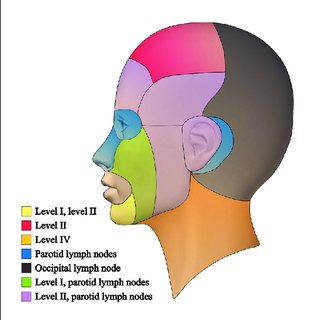 Level I, level II
Level II
Level IV
Parotid lymph nodes
Occipital lymph node
Level I, parotid lymph nodes
Level II, parotid lymph nodes